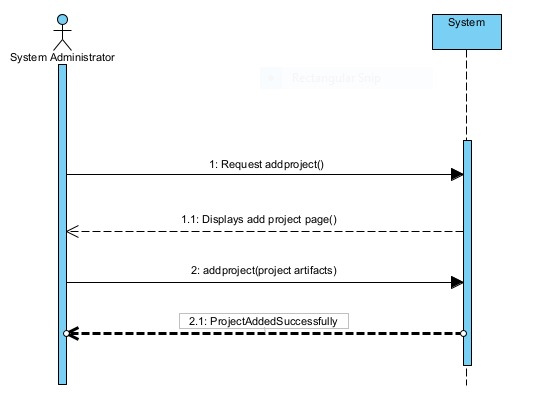 System
System Administrator
Rectangular Snip
1: Request addproject()
1.1: Displays add project page()
2: addproject(project artifacts)
2.1: ProjectAddedSuccessfully